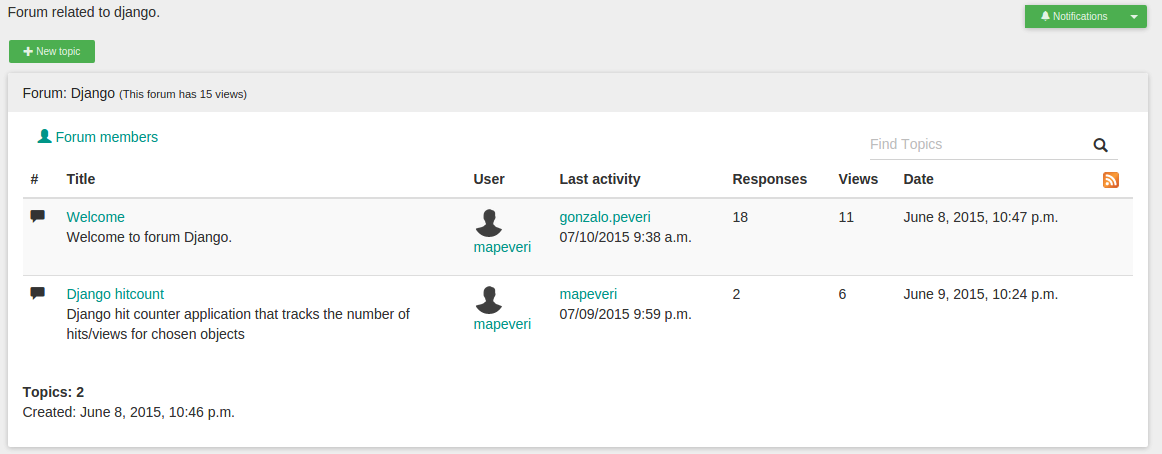 Forum related to django.
Notifications
New topic
Forum: Django (This forum has 15 views)
Forum members
Find Topics
# Title User Last activity Responses Views Date
Welcome gonzalo.peveri 18 11 June 8, 2015, 10:47 p.m.
Welcome to forum Django. 07/10/2015 9:38 a.m.
mapeveri
Django hitcount mapeveri 2 6 June 9, 2015, 10:24 p.m.
Django hit counter application that tracks the number of 07/09/2015 9:59 p.m.
hits/views for chosen objects mapeveri
Topics: 2
Created: June 8, 2015, 10:46 p.m.